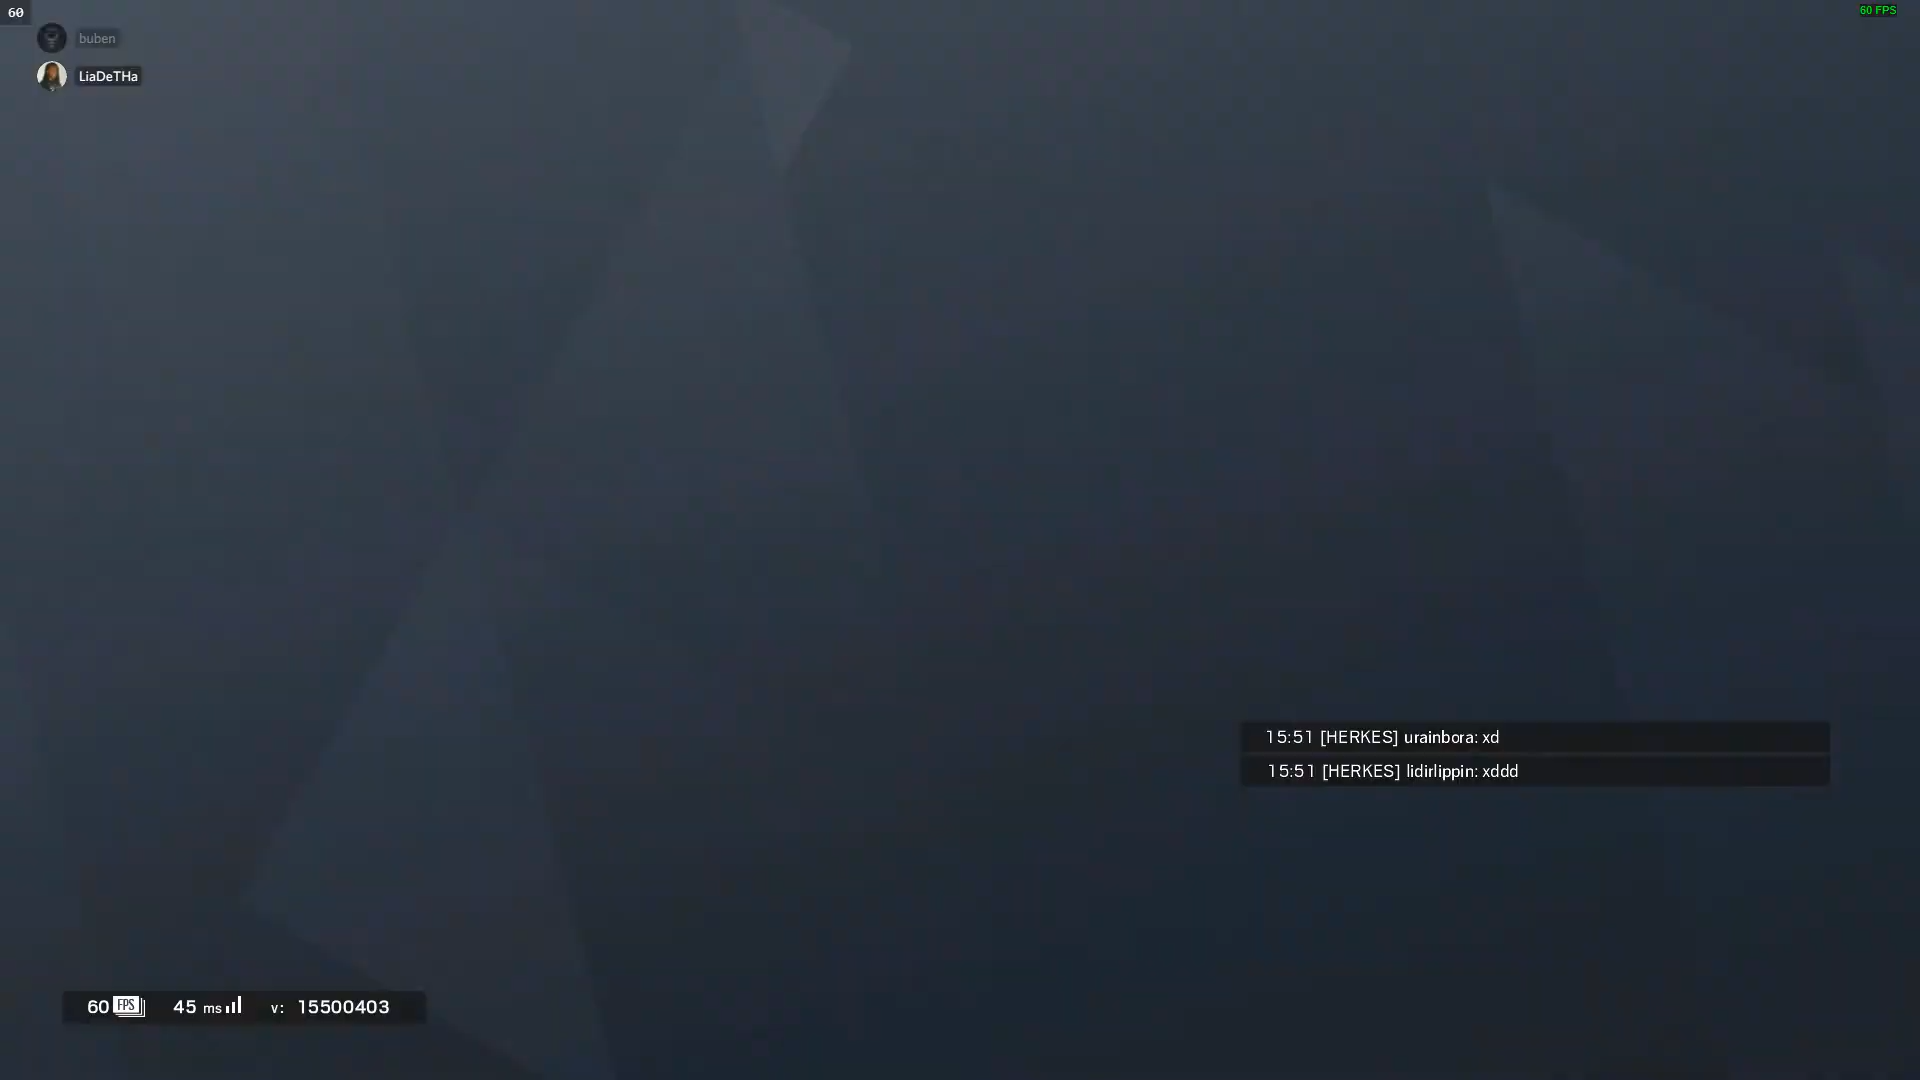 60
60 FPS
buben
LiaDeTHa
15:51 [HERKES] urainbora: xd
15:51 [HERKES] lidirlippin: xddd
60 FPS 45 ms v: 15500403